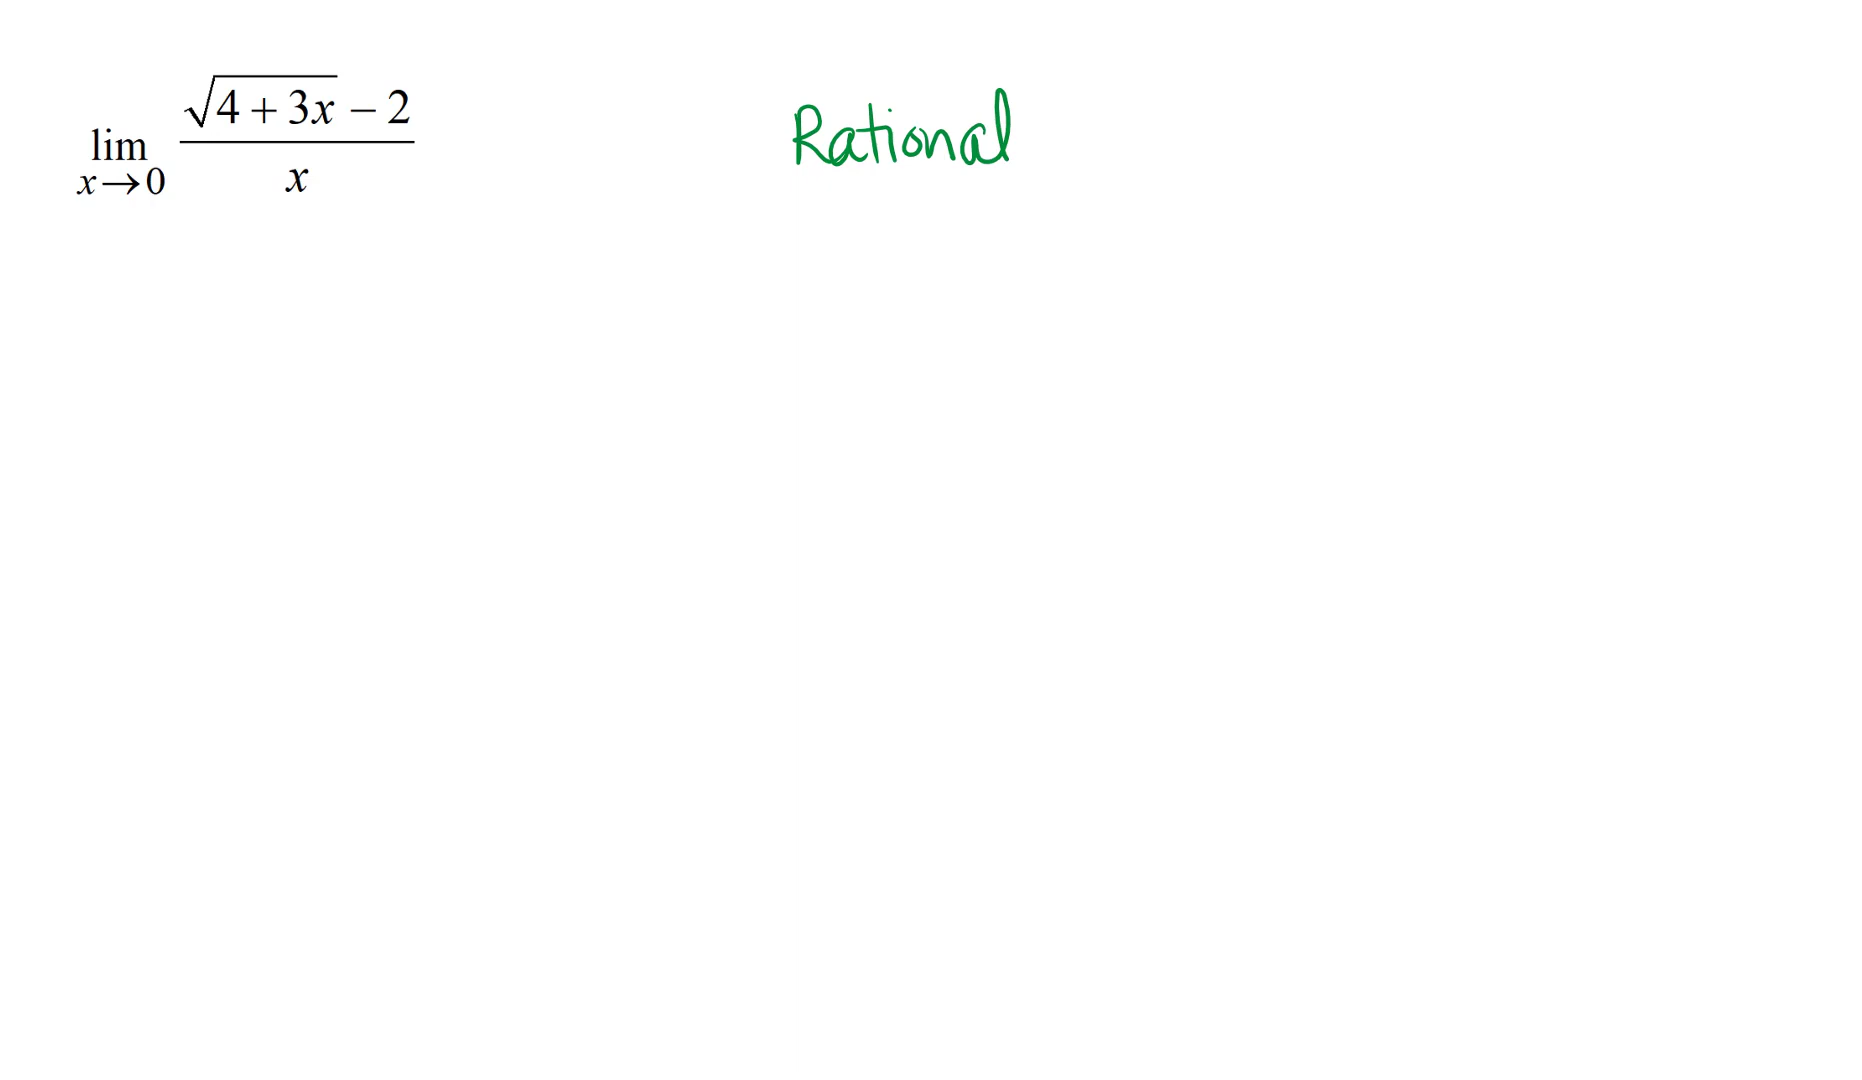 lim x→0 √(4 + 3x) − 2 / x
Rational